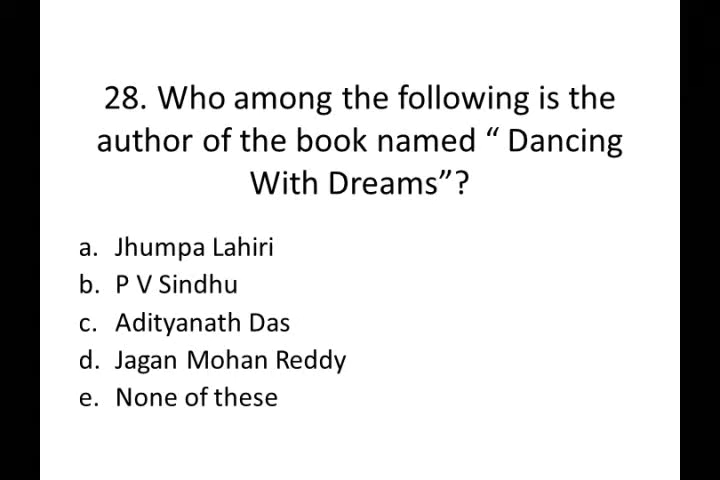 28. Who among the following is the
author of the book named “ Dancing
With Dreams”?
a. Jhumpa Lahiri
b. P V Sindhu
c. Adityanath Das
d. Jagan Mohan Reddy
e. None of these